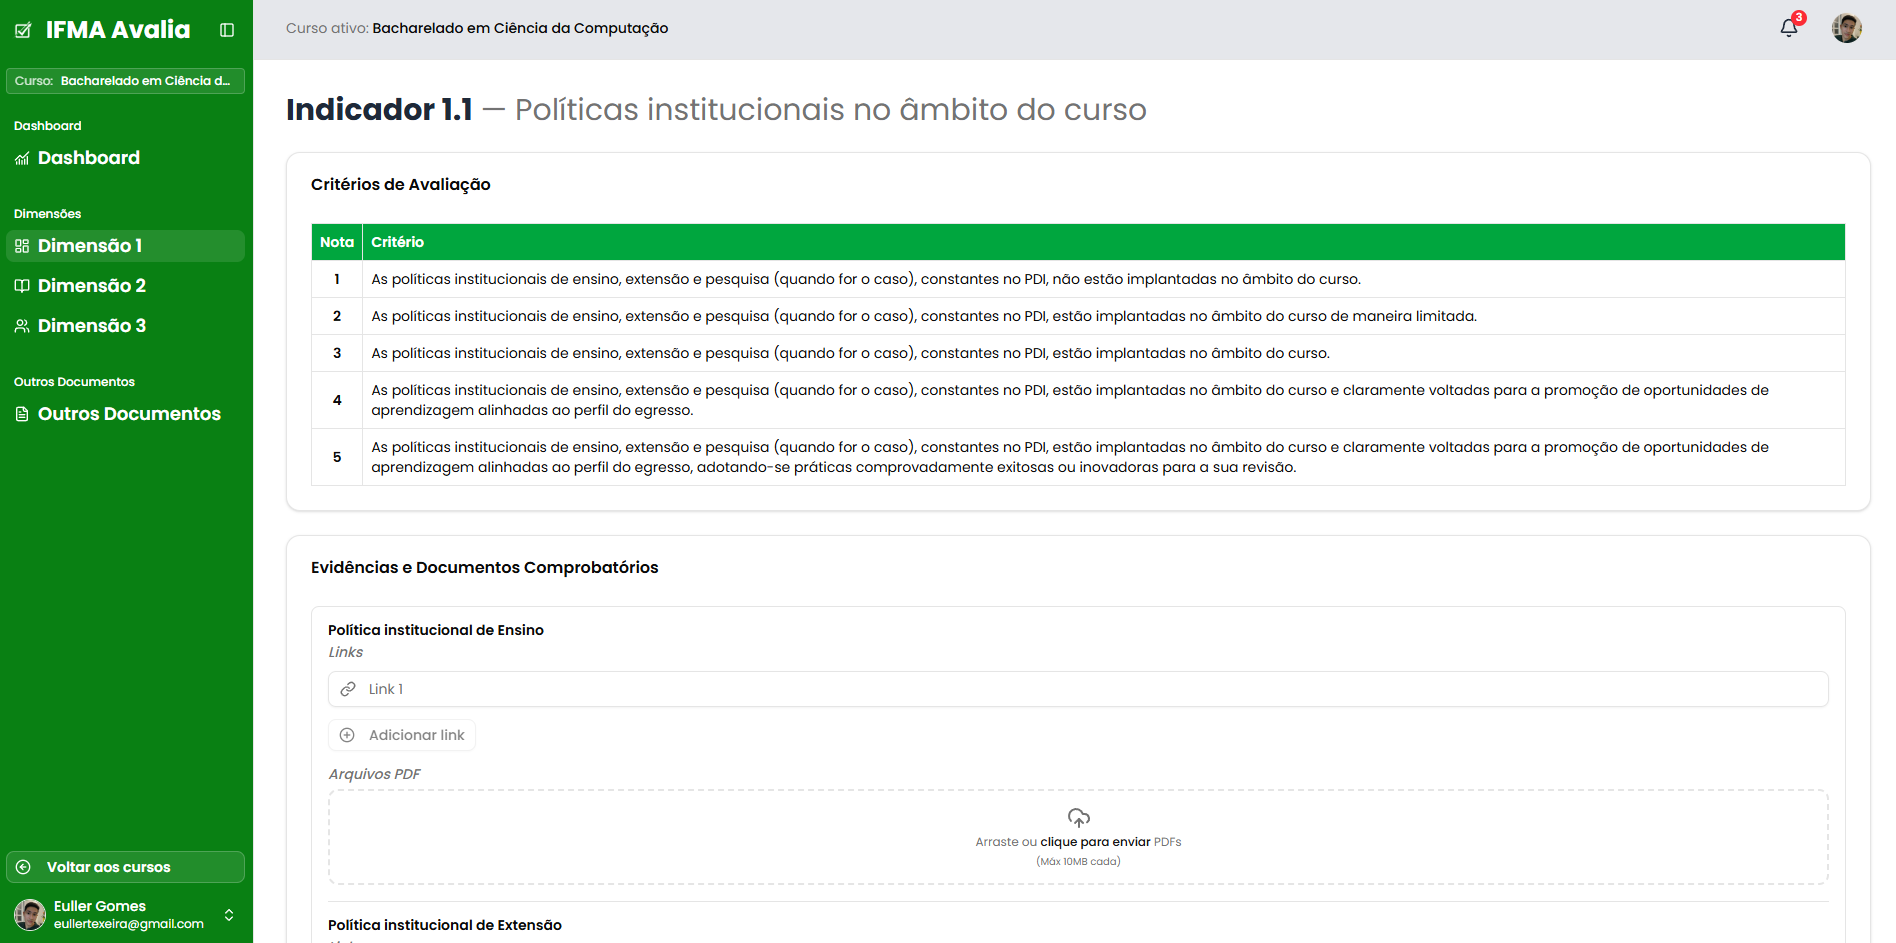 IFMA Avalia
Curso: Bacharelado em Ciência d...
Dashboard
Dashboard
Dimensões
Dimensão 1
Dimensão 2
Dimensão 3
Outros Documentos
Outros Documentos
Voltar aos cursos
Euller Gomes
eullertexeira@gmail.com
Curso ativo: Bacharelado em Ciência da Computação
3
Indicador 1.1 — Políticas institucionais no âmbito do curso
Critérios de Avaliação
Nota Critério
1 As políticas institucionais de ensino, extensão e pesquisa (quando for o caso), constantes no PDI, não estão implantadas no âmbito do curso.
2 As políticas institucionais de ensino, extensão e pesquisa (quando for o caso), constantes no PDI, estão implantadas no âmbito do curso de maneira limitada.
3 As políticas institucionais de ensino, extensão e pesquisa (quando for o caso), constantes no PDI, estão implantadas no âmbito do curso.
4 As políticas institucionais de ensino, extensão e pesquisa (quando for o caso), constantes no PDI, estão implantadas no âmbito do curso e claramente voltadas para a promoção de oportunidades de
aprendizagem alinhadas ao perfil do egresso.
5 As políticas institucionais de ensino, extensão e pesquisa (quando for o caso), constantes no PDI, estão implantadas no âmbito do curso e claramente voltadas para a promoção de oportunidades de
aprendizagem alinhadas ao perfil do egresso, adotando-se práticas comprovadamente exitosas ou inovadoras para a sua revisão.
Evidências e Documentos Comprobatórios
Política institucional de Ensino
Links
Link 1
Adicionar link
Arquivos PDF
Arraste ou clique para enviar PDFs
(Máx 10MB cada)
Política institucional de Extensão